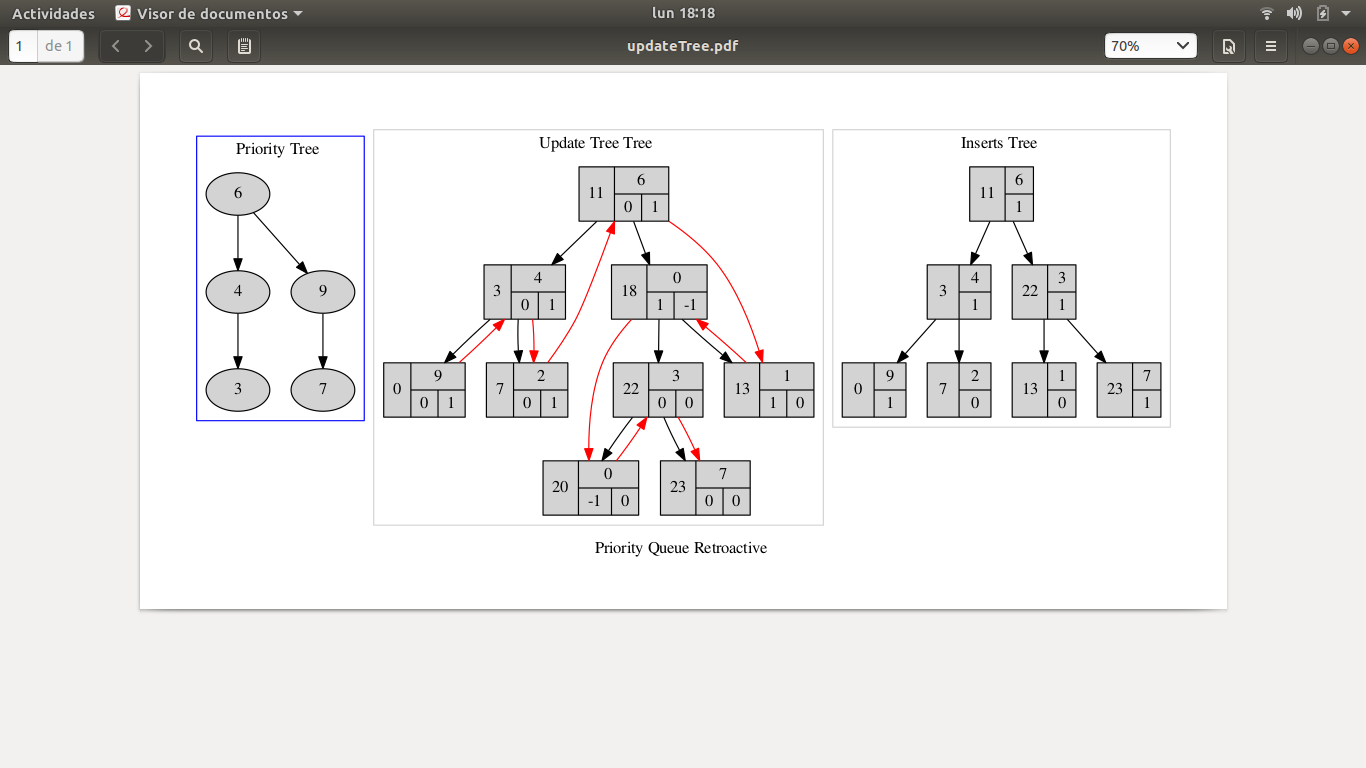 Actividades Visor de documentos lun 18:18
1 de 1 updateTree.pdf 70%
Priority Tree
6
4 9
3 7
Update Tree Tree
11 6 0 1
3 4 0 1
18 0 1 -1
0 9 0 1
7 2 0 1
22 3 0 0
13 1 1 0
20 0 -1 0
23 7 0 0
Inserts Tree
11 6 1
3 4 1
22 3 1
0 9 1
7 2 0
13 1 0
23 7 1
Priority Queue Retroactive